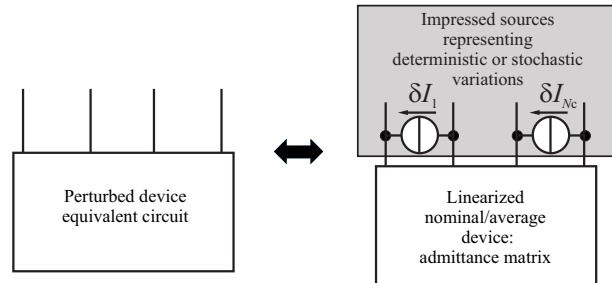 Impressed sources
representing
deterministic or stochastic
variations
δI1
δINc
Perturbed device
equivalent circuit
Linearized
nominal/average
device:
admittance matrix